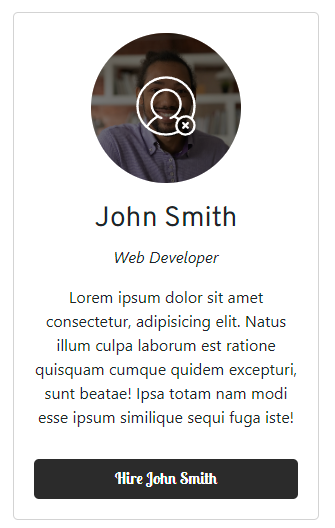 John Smith
Web Developer
Lorem ipsum dolor sit amet
consectetur, adipisicing elit. Natus
illum culpa laborum est ratione
quisquam cumque quidem excepturi,
sunt beatae! Ipsa totam nam modi
esse ipsum similique sequi fuga iste!
Hire John Smith